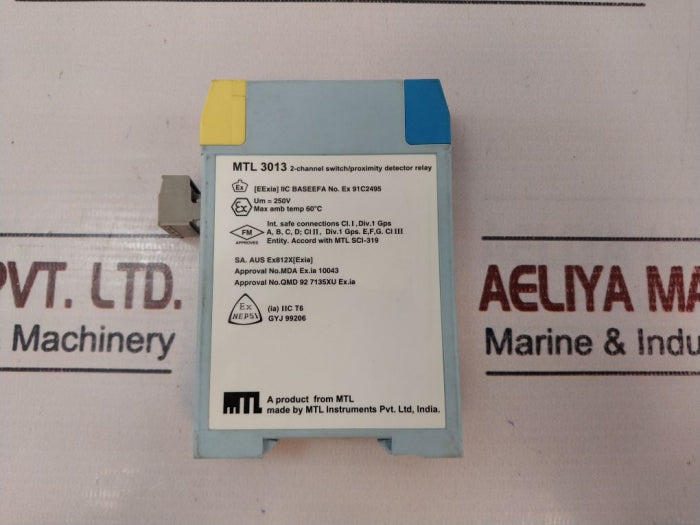 MTL 3013 2-channel switch/proximity detector relay
Ex [EExia] IIC BASEEFA No. Ex 91C2495
Ex Um = 250V
Max amb temp 60°C
FM APPROVED Int. safe connections Cl. I, Div.1 Gps
A, B, C, D; Cl II, Div.1 Gps. E,F,G. Cl III
Entity. Accord with MTL SCI-319
SA. AUS Ex812X[Exia]
Approval No.MDA Ex.ia 10043
Approval No.QMD 92 7135XU Ex.ia
Ex NEPSI (ia) IIC T6
GYJ 99206
MTL A product from MTL
made by MTL Instruments Pvt. Ltd, India.
PVT. LTD.
& Machinery
AELIYA MA
Marine & Indu